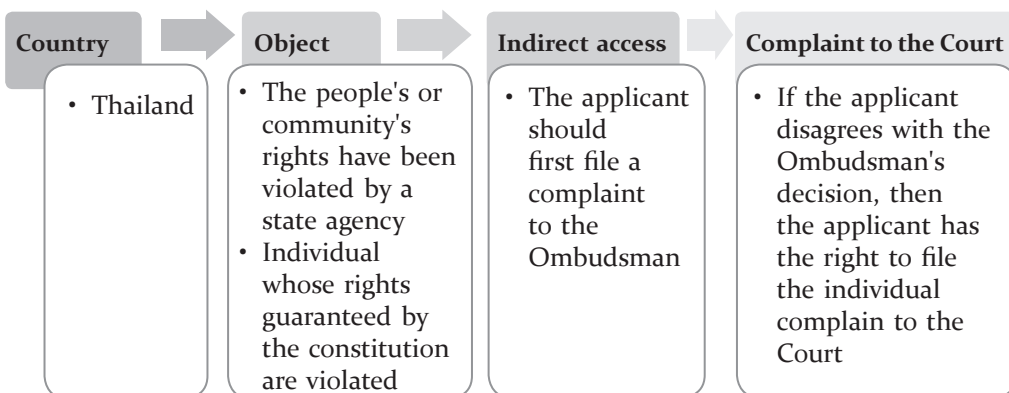 Country
Object
Indirect access
Complaint to the Court
• Thailand
• The people's or
community's
rights have been
violated by a
state agency
• Individual
whose rights
guaranteed by
the constitution
are violated
• The applicant
should
first file a
complaint
to the
Ombudsman
• If the applicant
disagrees with the
Ombudsman's
decision, then
the applicant has
the right to file
the individual
complain to the
Court